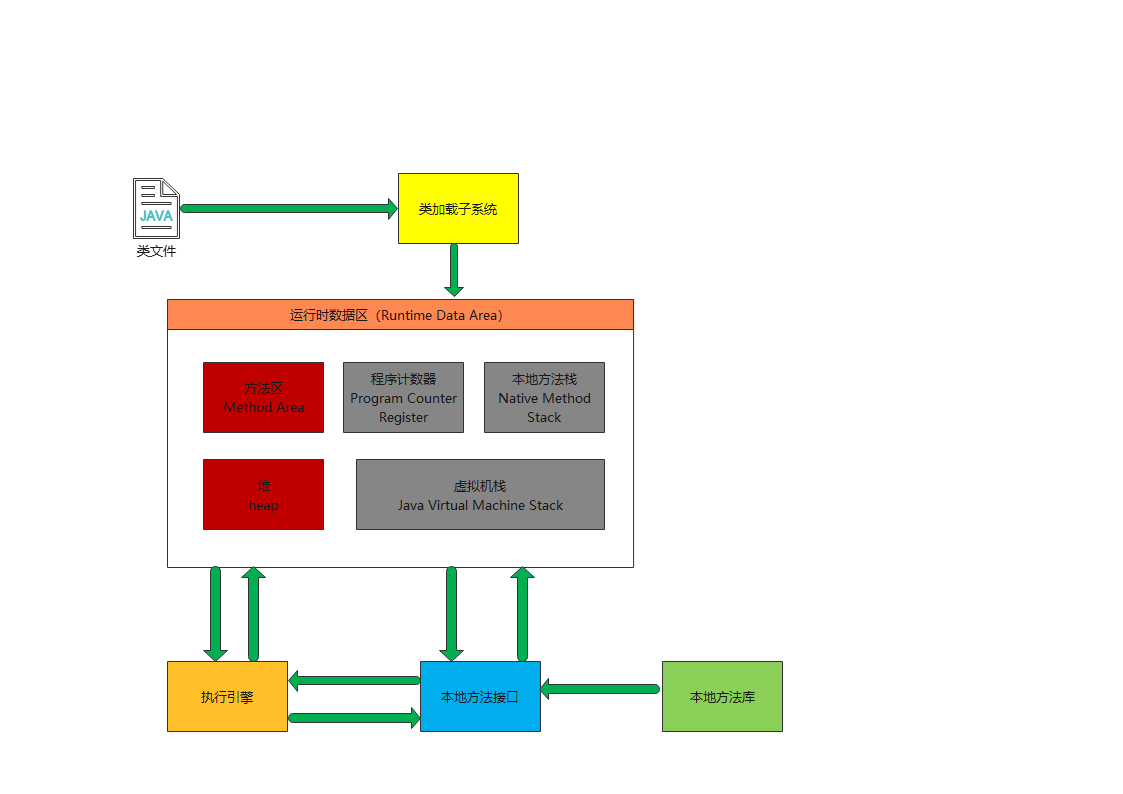 JAVA
类文件
类加载子系统
运行时数据区（Runtime Data Area）
方法区
Method Area
程序计数器
Program Counter
Register
本地方法栈
Native Method
Stack
堆
heap
虚拟机栈
Java Virtual Machine Stack
执行引擎
本地方法接口
本地方法库